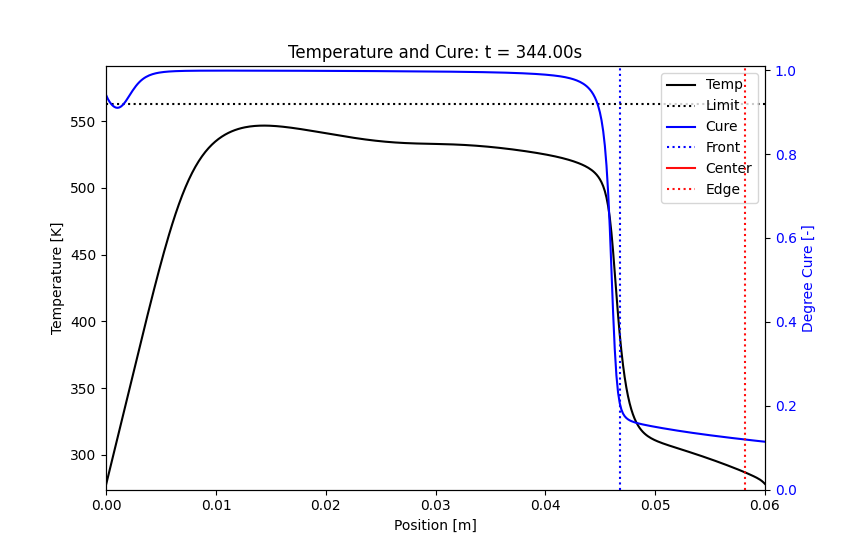 Temperature and Cure: t = 344.00s
Temperature [K]
550
500
450
400
350
300
Temp
Limit
Cure
Front
Center
Edge
1.0
0.8
0.6
0.4
0.2
0.0
Degree Cure [-]
0.00 0.01 0.02 0.03 0.04 0.05 0.06
Position [m]